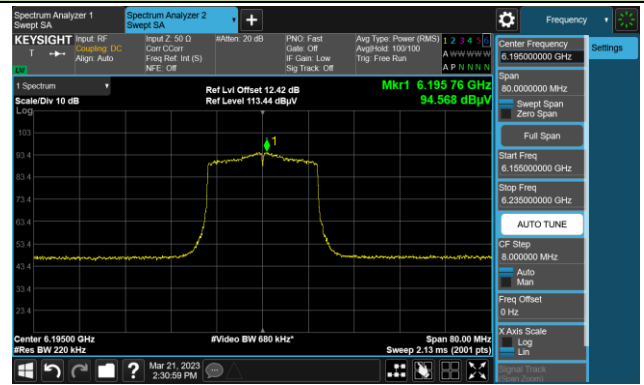 Spectrum Analyzer 1
Swept SA
Spectrum Analyzer 2
Swept SA
Frequency
KEYSIGHT
T
LW
Input: RF
Coupling: DC
Align: Auto
Input Z: 50 Ω
Corr CCorr
Freq Ref: Int (S)
NFE: Off
#Atten: 20 dB
PNO: Fast
Gate: Off
IF Gain: Low
Sig Track: Off
Avg Type: Power (RMS)
Avg|Hold: 100/100
Trig: Free Run
1 2 3 4 5 6
A W W W W W
A P N N N N
1 Spectrum
Scale/Div 10 dB
Ref Lvl Offset 12.42 dB
Ref Level 113.44 dBµV
Mkr1 6.195 76 GHz
94.568 dBµV
Log
103
93.4
83.4
73.4
63.4
53.4
43.4
33.4
23.4
1
Center 6.19500 GHz
#Res BW 220 kHz
#Video BW 680 kHz*
Span 80.00 MHz
Sweep 2.13 ms (2001 pts)
Mar 21, 2023
2:30:59 PM
?
Center Frequency
6.195000000 GHz
Settings
Span
80.0000000 MHz
Swept Span
Zero Span
Full Span
Start Freq
6.155000000 GHz
Stop Freq
6.235000000 GHz
AUTO TUNE
CF Step
8.000000 MHz
Auto
Man
Freq Offset
0 Hz
X Axis Scale
Log
Lin
Signal Track
(Span Zoom)